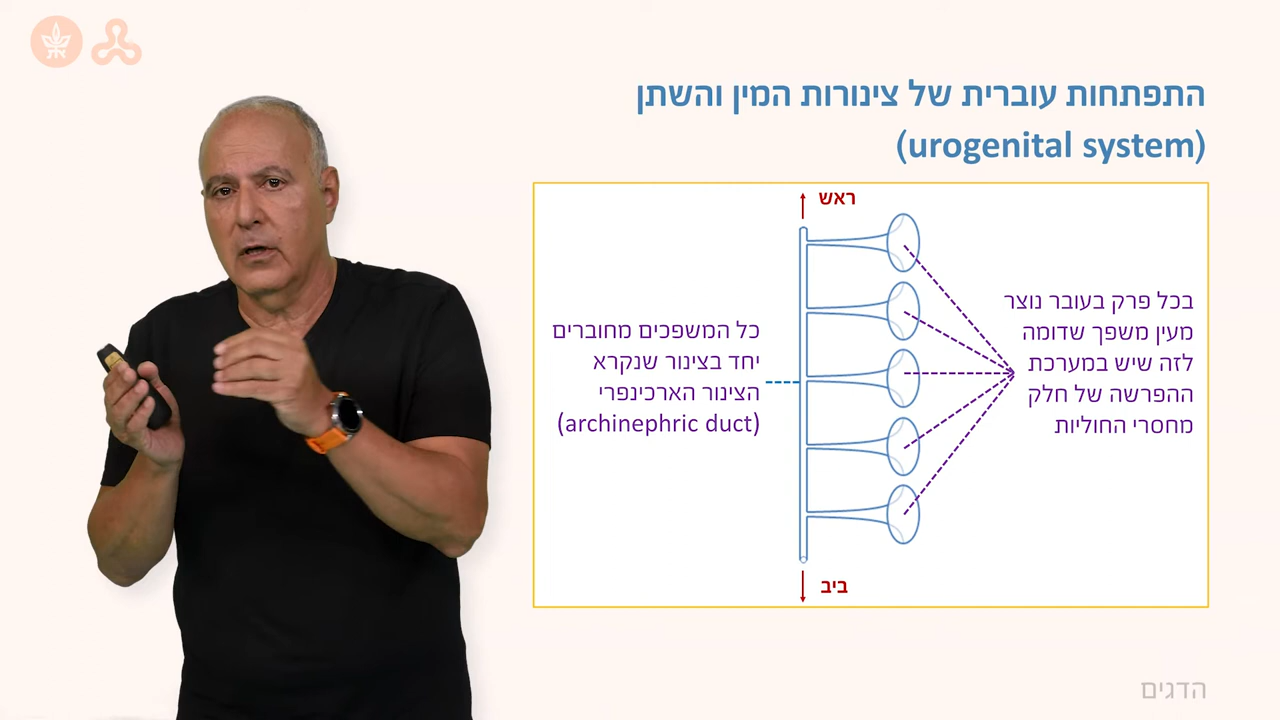 התפתחות עוברית של צינורות המין והשתן
(urogenital system)
ראש
בכל פרק בעובר נוצר
מעין משפך שדומה
לזה שיש במערכת
ההפרשה של חלק
מחסרי החוליות
כל המשפכים מחוברים
יחד בצינור שנקרא
הצינור הארכינפרי
(archinephric duct)
ביב
הדגים